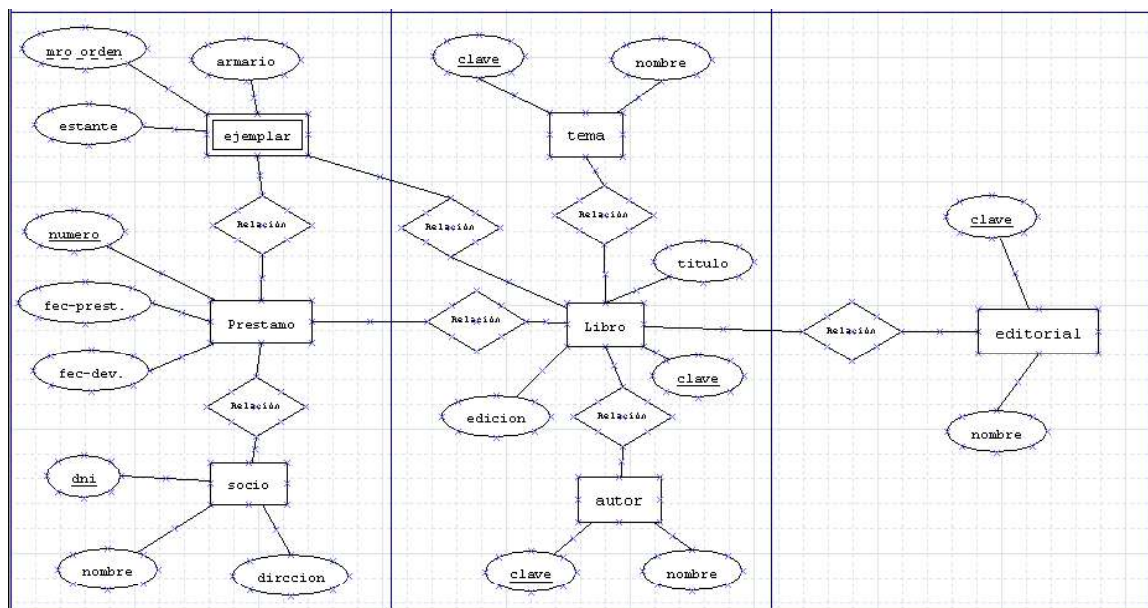 mro_orden
armario
estante
ejemplar
clave
nombre
tema
Relación
Relación
Relación
numero
fec-prest.
fec-dev.
Prestamo
Relación
titulo
Libro
clave
edicion
Relación
clave
editorial
nombre
Relación
Relación
dni
socio
nombre
dirccion
autor
clave
nombre